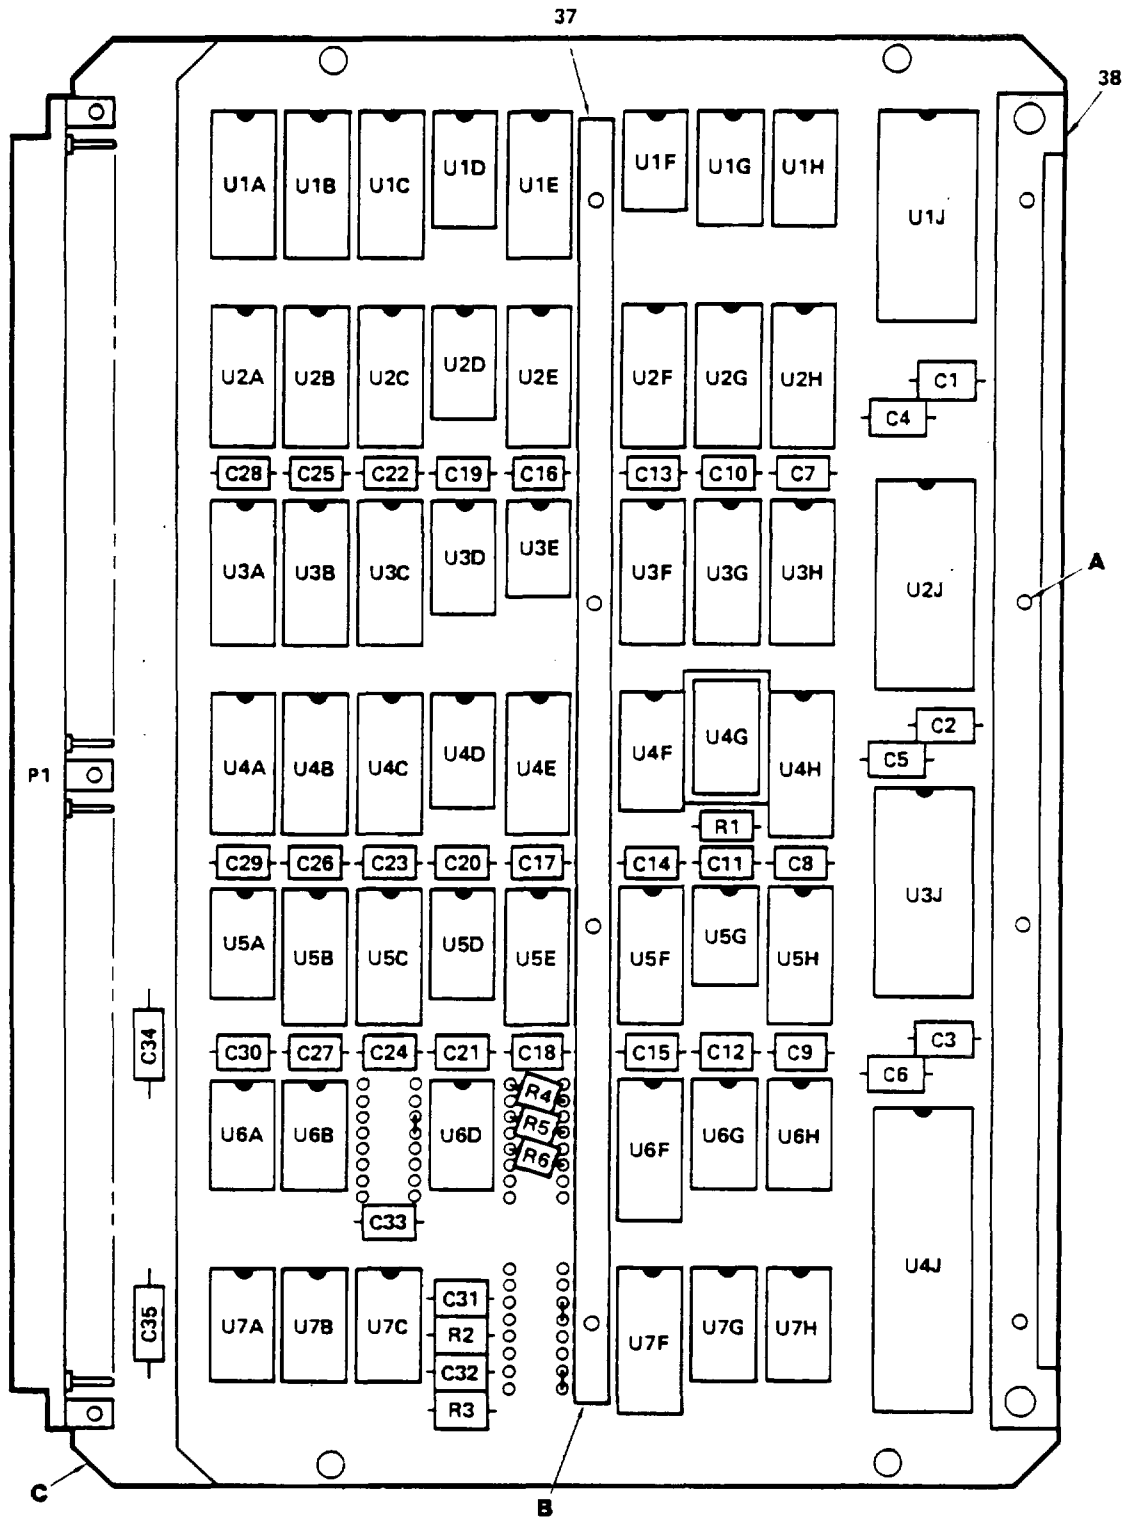 37
38
U1A U1B U1C U1D U1E U1F U1G U1H U1J
U2A U2B U2C U2D U2E U2F U2G U2H
C1
C4
C28 C25 C22 C19 C16 C13 C10 C7
U3A U3B U3C U3D U3E U3F U3G U3H U2J
A
U4A U4B U4C U4D U4E U4F U4G U4H
C2
C5
P1
R1
C29 C26 C23 C20 C17 C14 C11 C8
U3J
U5A U5B U5C U5D U5E U5F U5G U5H
C34
C30 C27 C24 C21 C18 C15 C12 C9
C3
C6
R4
R5
R6
U6A U6B U6D U6F U6G U6H
C33
U4J
C35
U7A U7B U7C U7F U7G U7H
C31
R2
C32
R3
C
B